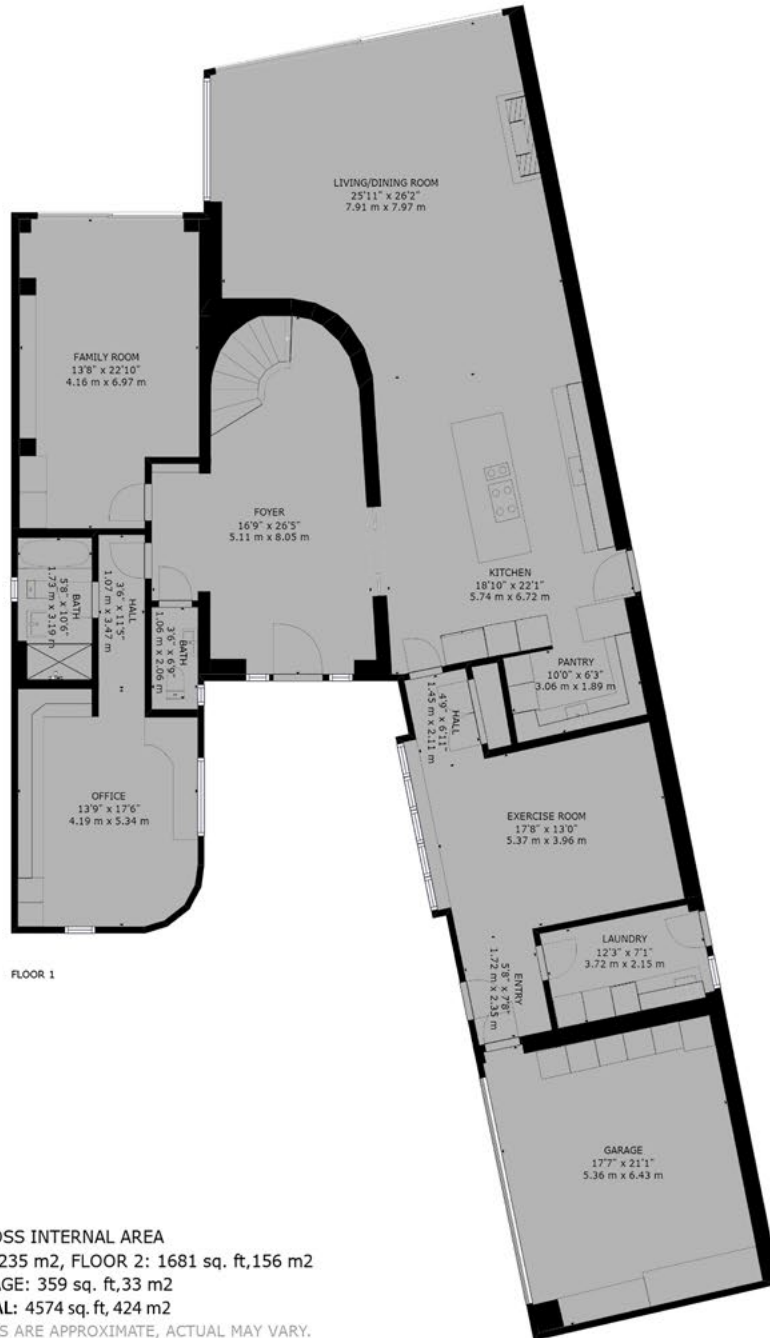 LIVING/DINING ROOM
25'11" x 26'2"
7.91 m x 7.97 m
FAMILY ROOM
13'8" x 22'10"
4.16 m x 6.97 m
FOYER
16'9" x 26'5"
5.11 m x 8.05 m
KITCHEN
18'10" x 22'1"
5.74 m x 6.72 m
BATH
5'8" x 10'6"
1.73 m x 3.19 m
HALL
3'6" x 11'5"
1.07 m x 3.47 m
BATH
3'6" x 6'9"
1.06 m x 2.06 m
PANTRY
10'0" x 6'3"
3.06 m x 1.89 m
HALL
4'9" x 6'11"
1.45 m x 2.11 m
OFFICE
13'9" x 17'6"
4.19 m x 5.34 m
EXERCISE ROOM
17'8" x 13'0"
5.37 m x 3.96 m
LAUNDRY
12'3" x 7'1"
3.72 m x 2.15 m
ENTRY
5'8" x 7'8"
1.72 m x 2.35 m
FLOOR 1
GARAGE
17'7" x 21'1"
5.36 m x 6.43 m
OSS INTERNAL AREA
235 m2, FLOOR 2: 1681 sq. ft,156 m2
AGE: 359 sq. ft,33 m2
AL: 4574 sq. ft, 424 m2
S ARE APPROXIMATE, ACTUAL MAY VARY.